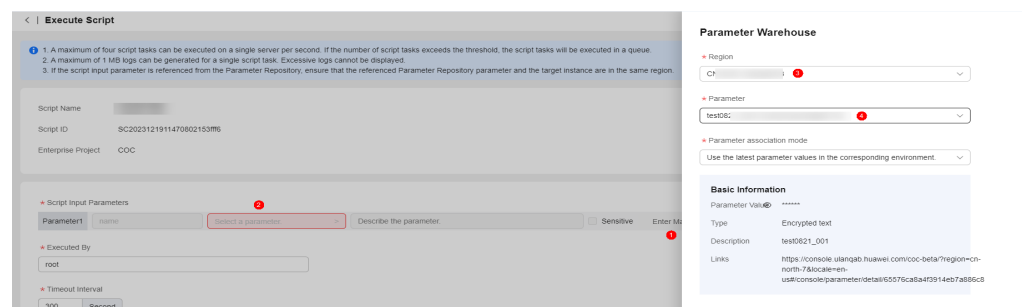 < | Execute Script
1. A maximum of four script tasks can be executed on a single server per second. If the number of script tasks exceeds the threshold, the script tasks will be executed in a queue.
2. A maximum of 1 MB logs can be generated for a single script task. Excessive logs cannot be displayed.
3. If the script input parameter is referenced from the Parameter Repository, ensure that the referenced Parameter Repository parameter and the target instance are in the same region.
Script Name
Script ID SC2023121911470802153fff6
Enterprise Project COC
* Script Input Parameters
2
Parameter1 name Select a parameter. Describe the parameter. Sensitive Enter Ma
1
* Executed By
root
* Timeout Interval
300 Second
Parameter Warehouse
* Region
3
* Parameter
test082 4
* Parameter association mode
Use the latest parameter values in the corresponding environment.
Basic Information
Parameter Value ******
Type Encrypted text
Description test0821_001
Links https://console.ulanqab.huawei.com/coc-beta/?region=cn-
north-7&locale=en-
us#/console/parameter/detail/65576ca8a4f3914eb7a886c8